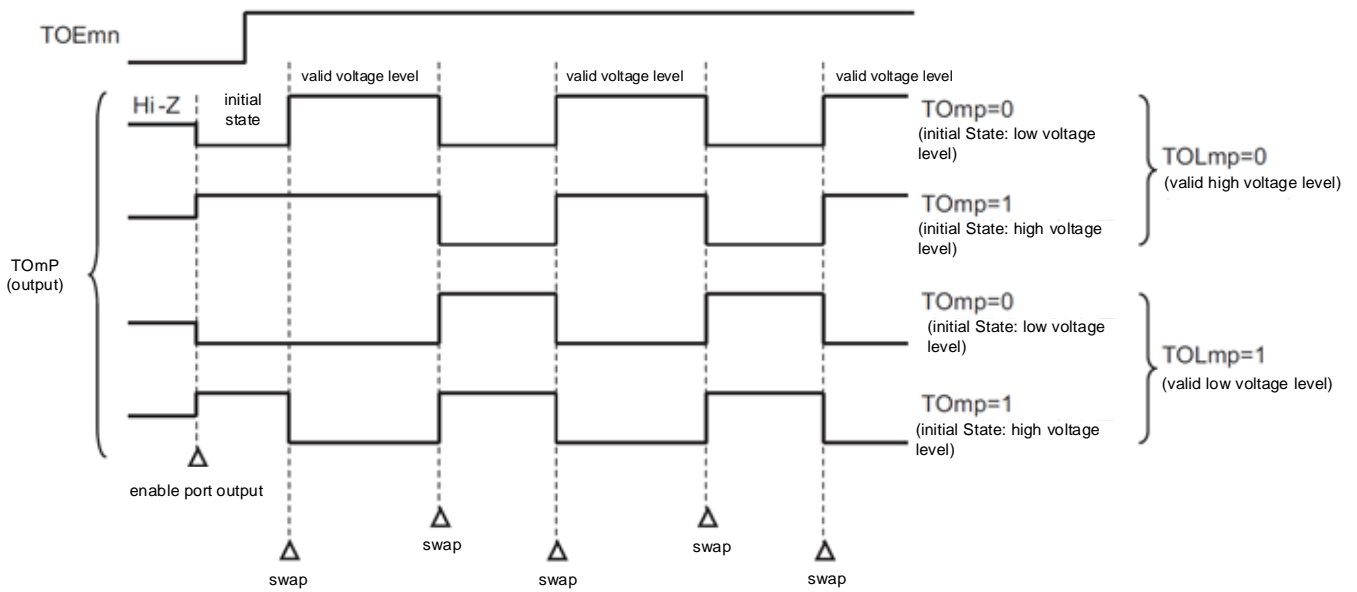 TOEmn
valid voltage level
valid voltage level
valid voltage level
Hi-Z
initial
state
TOmp=0
(initial State: low voltage
level)
TOLmp=0
(valid high voltage level)
TOmp=1
(initial State: high voltage
level)
TOmP
(output)
TOmp=0
(initial State: low voltage
level)
TOLmp=1
(valid low voltage level)
TOmp=1
(initial State: high voltage
level)
enable port output
swap
swap
swap
swap
swap